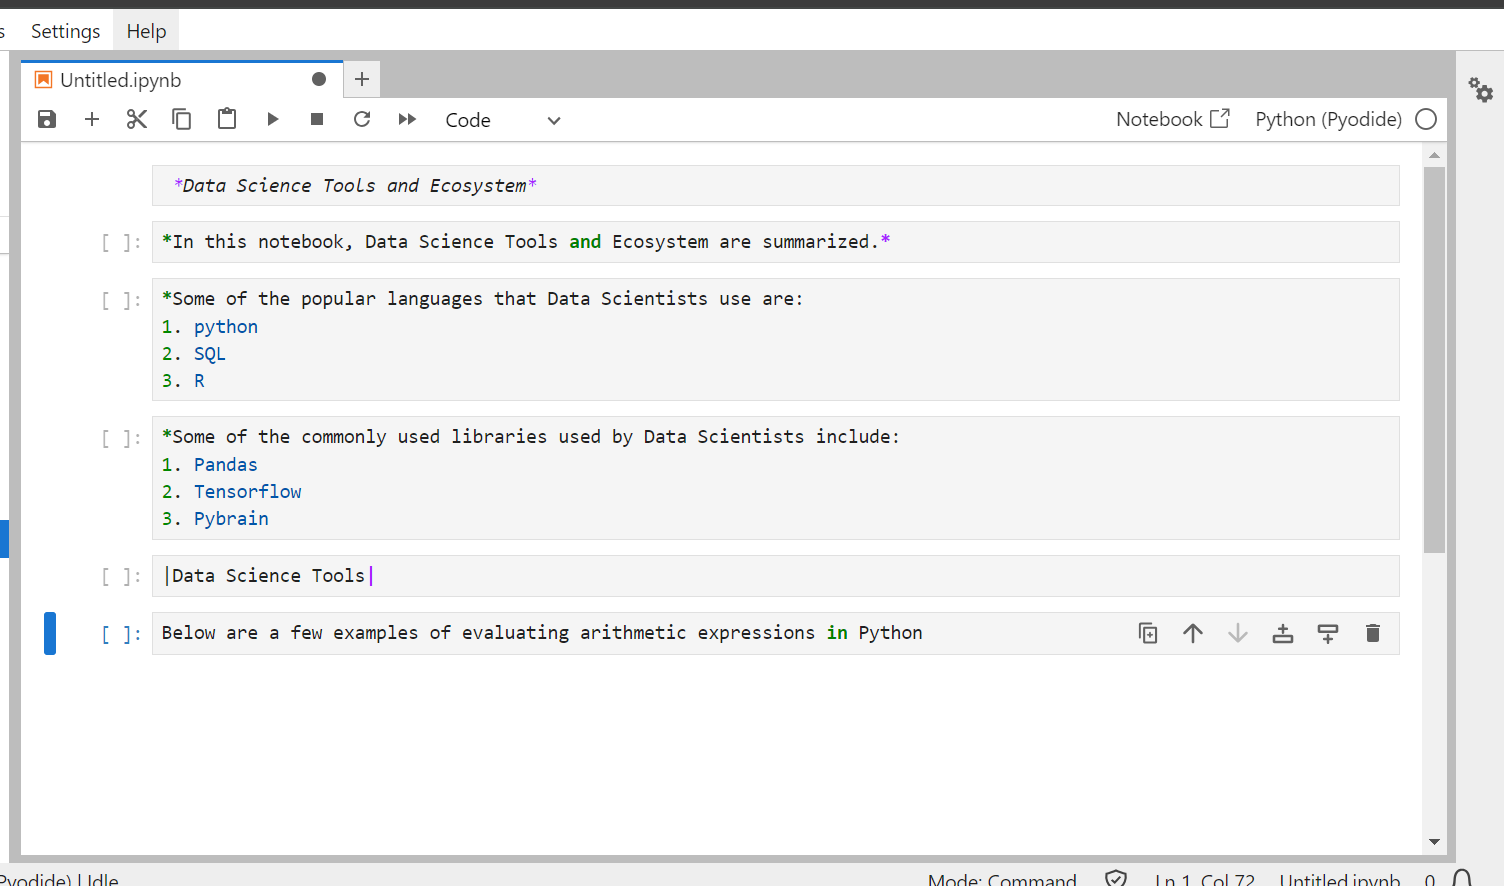 s Settings Help
Untitled.ipynb
Code Notebook Python (Pyodide)
*Data Science Tools and Ecosystem*
[ ]: *In this notebook, Data Science Tools and Ecosystem are summarized.*
[ ]: *Some of the popular languages that Data Scientists use are:
1. python
2. SQL
3. R
[ ]: *Some of the commonly used libraries used by Data Scientists include:
1. Pandas
2. Tensorflow
3. Pybrain
[ ]: |Data Science Tools|
[ ]: Below are a few examples of evaluating arithmetic expressions in Python
Pyodide) | Idle Mode: Command Ln 1, Col 72 Untitled.ipynb 0